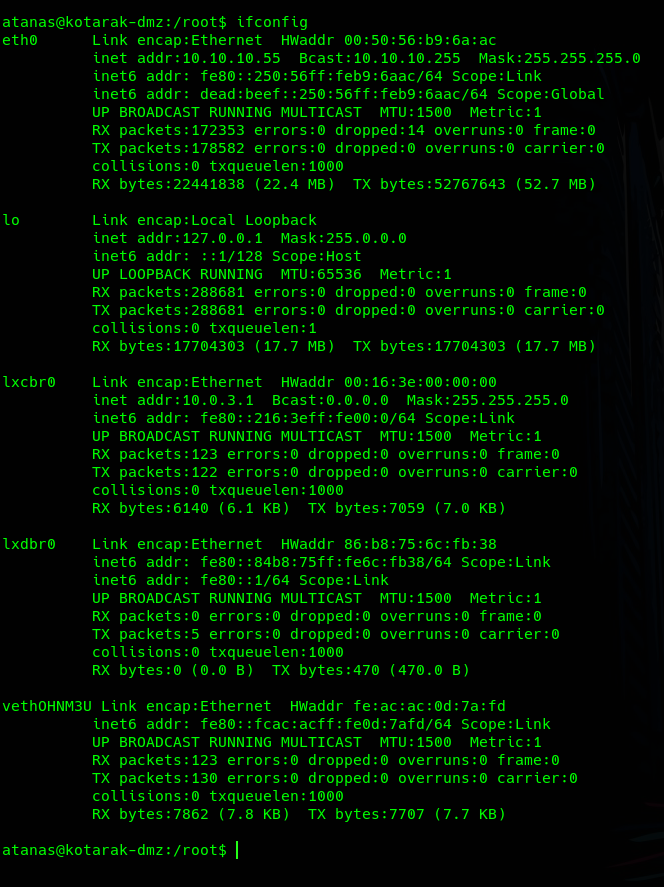 atanas@kotarak-dmz:/root$ ifconfig
eth0      Link encap:Ethernet  HWaddr 00:50:56:b9:6a:ac
          inet addr:10.10.10.55  Bcast:10.10.10.255  Mask:255.255.255.0
          inet6 addr: fe80::250:56ff:feb9:6aac/64 Scope:Link
          inet6 addr: dead:beef::250:56ff:feb9:6aac/64 Scope:Global
          UP BROADCAST RUNNING MULTICAST  MTU:1500  Metric:1
          RX packets:172353 errors:0 dropped:14 overruns:0 frame:0
          TX packets:178582 errors:0 dropped:0 overruns:0 carrier:0
          collisions:0 txqueuelen:1000
          RX bytes:22441838 (22.4 MB)  TX bytes:52767643 (52.7 MB)

lo        Link encap:Local Loopback
          inet addr:127.0.0.1  Mask:255.0.0.0
          inet6 addr: ::1/128 Scope:Host
          UP LOOPBACK RUNNING  MTU:65536  Metric:1
          RX packets:288681 errors:0 dropped:0 overruns:0 frame:0
          TX packets:288681 errors:0 dropped:0 overruns:0 carrier:0
          collisions:0 txqueuelen:1
          RX bytes:17704303 (17.7 MB)  TX bytes:17704303 (17.7 MB)

lxcbr0    Link encap:Ethernet  HWaddr 00:16:3e:00:00:00
          inet addr:10.0.3.1  Bcast:0.0.0.0  Mask:255.255.255.0
          inet6 addr: fe80::216:3eff:fe00:0/64 Scope:Link
          UP BROADCAST RUNNING MULTICAST  MTU:1500  Metric:1
          RX packets:123 errors:0 dropped:0 overruns:0 frame:0
          TX packets:122 errors:0 dropped:0 overruns:0 carrier:0
          collisions:0 txqueuelen:1000
          RX bytes:6140 (6.1 KB)  TX bytes:7059 (7.0 KB)

lxdbr0    Link encap:Ethernet  HWaddr 86:b8:75:6c:fb:38
          inet6 addr: fe80::84b8:75ff:fe6c:fb38/64 Scope:Link
          inet6 addr: fe80::1/64 Scope:Link
          UP BROADCAST RUNNING MULTICAST  MTU:1500  Metric:1
          RX packets:0 errors:0 dropped:0 overruns:0 frame:0
          TX packets:5 errors:0 dropped:0 overruns:0 carrier:0
          collisions:0 txqueuelen:1000
          RX bytes:0 (0.0 B)  TX bytes:470 (470.0 B)

vethOHNM3U Link encap:Ethernet  HWaddr fe:ac:ac:0d:7a:fd
          inet6 addr: fe80::fcac:acff:fe0d:7afd/64 Scope:Link
          UP BROADCAST RUNNING MULTICAST  MTU:1500  Metric:1
          RX packets:123 errors:0 dropped:0 overruns:0 frame:0
          TX packets:130 errors:0 dropped:0 overruns:0 carrier:0
          collisions:0 txqueuelen:1000
          RX bytes:7862 (7.8 KB)  TX bytes:7707 (7.7 KB)

atanas@kotarak-dmz:/root$